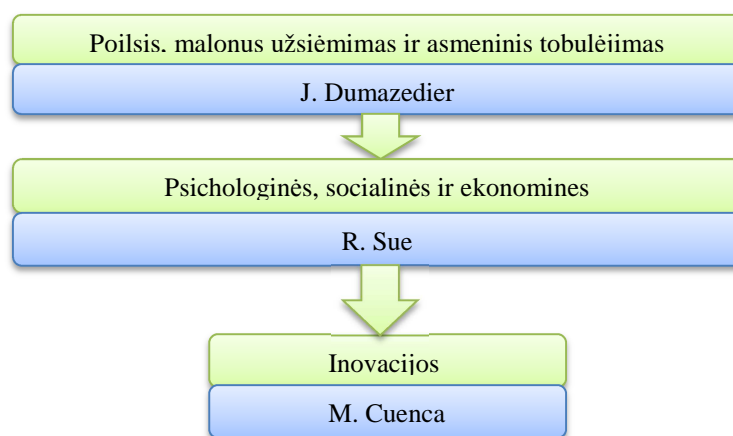 Poilsis, malonus užsiėmimas ir asmeninis tobulėjimas
J. Dumazedier
Psichologinės, socialinės ir ekonomines
R. Sue
Inovacijos
M. Cuenca